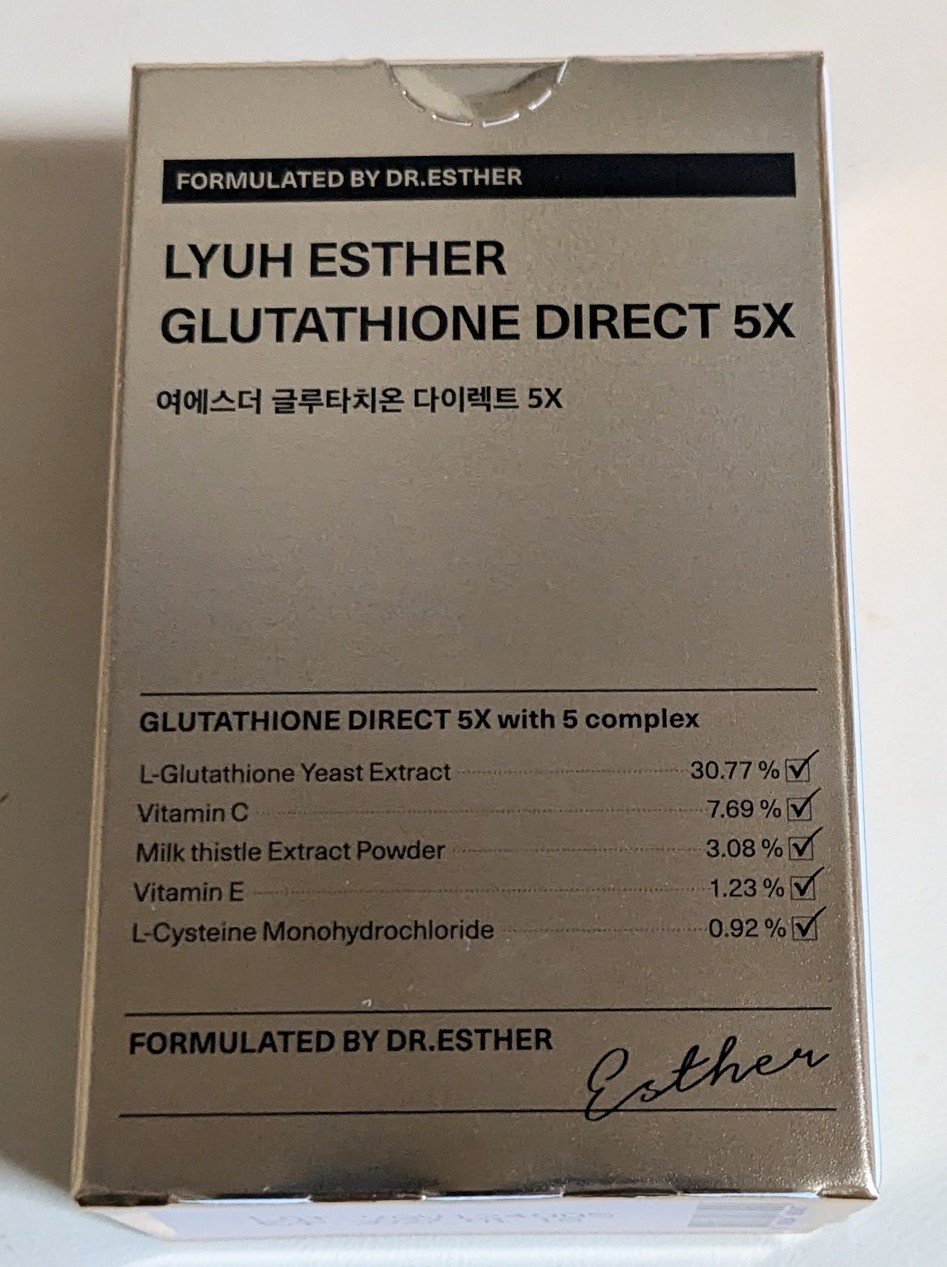 FORMULATED BY DR.ESTHER
LYUH ESTHER
GLUTATHIONE DIRECT 5X
여에스더 글루타치온 다이렉트 5X
GLUTATHIONE DIRECT 5X with 5 complex
L-Glutathione Yeast Extract 30.77 %
Vitamin C 7.69 %
Milk thistle Extract Powder 3.08 %
Vitamin E 1.23 %
L-Cysteine Monohydrochloride 0.92 %
FORMULATED BY DR.ESTHER
Esther